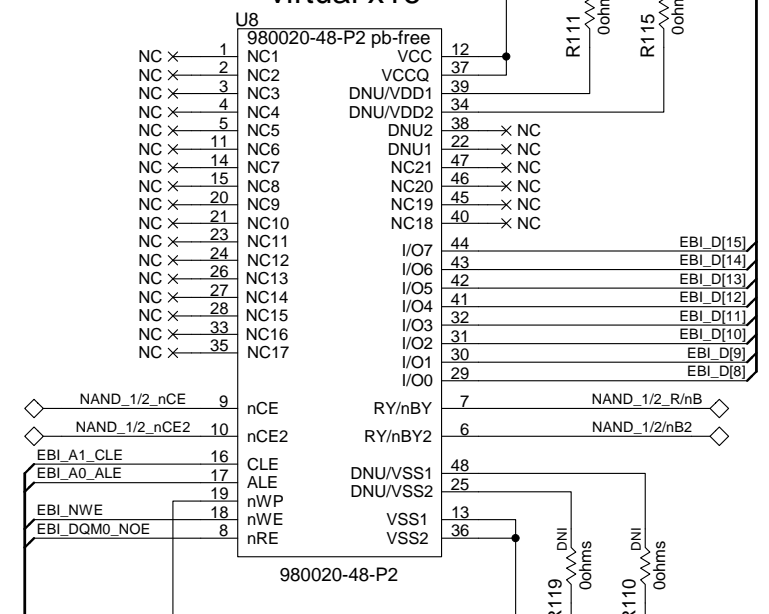 U8
980020-48-P2 pb-free
NC 1 NC1 VCC 12
NC 2 NC2 VCCQ 37
NC 3 NC3 DNU/VDD1 39
NC 4 NC4 DNU/VDD2 34
NC 5 NC5 DNU2 38 NC
NC 11 NC6 DNU1 22 NC
NC 14 NC7 NC21 47 NC
NC 15 NC8 NC20 46 NC
NC 20 NC9 NC19 45 NC
NC 21 NC10 NC18 40 NC
NC 23 NC11
NC 24 NC12
NC 26 NC13
NC 27 NC14
NC 28 NC15
NC 33 NC16
NC 35 NC17
I/O7 44 EBI_D[15]
I/O6 43 EBI_D[14]
I/O5 42 EBI_D[13]
I/O4 41 EBI_D[12]
I/O3 32 EBI_D[11]
I/O2 31 EBI_D[10]
I/O1 30 EBI_D[9]
I/O0 29 EBI_D[8]
NAND_1/2_nCE 9 nCE RY/nBY 7 NAND_1/2_R/nB
NAND_1/2_nCE2 10 nCE2 RY/nBY2 6 NAND_1/2/nB2
EBI_A1_CLE 16 CLE
EBI_A0_ALE 17 ALE
19 nWP
EBI_NWE 18 nWE
EBI_DQM0_NOE 8 nRE
DNU/VSS1 48
DNU/VSS2 25
VSS1 13
VSS2 36
980020-48-P2
R111
R115
DNI
0ohms
DNI
0ohms
R110